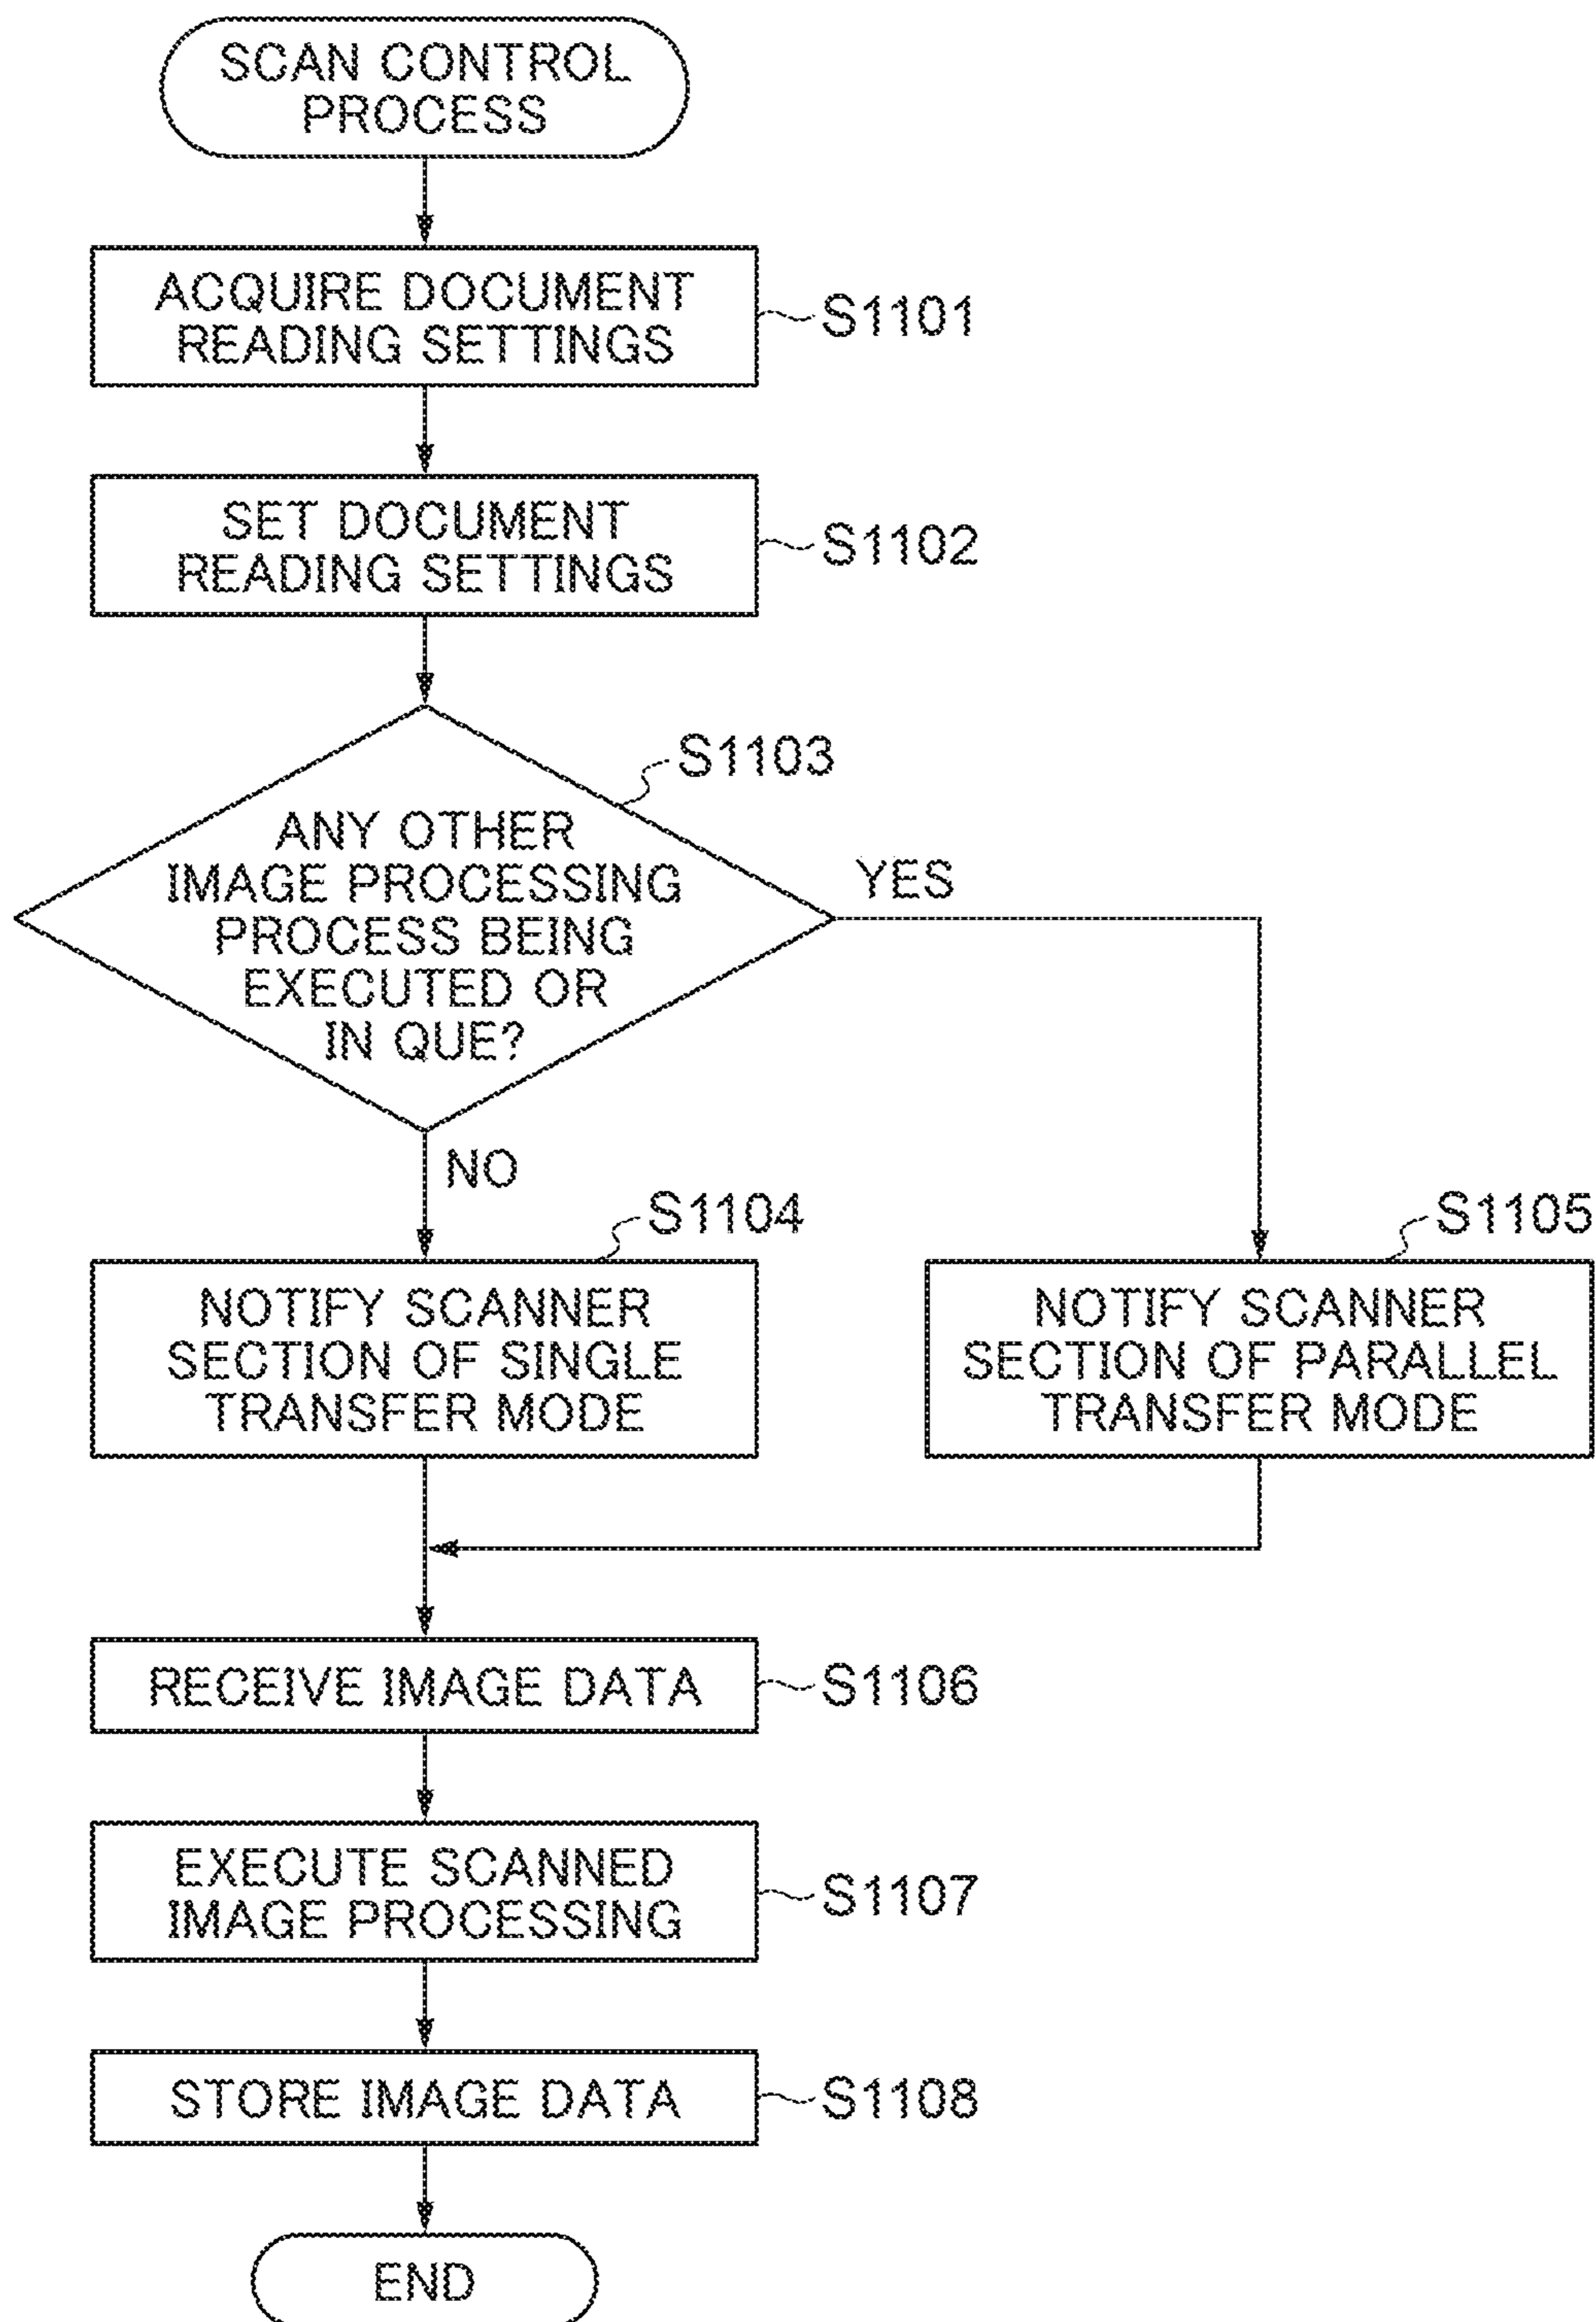 SCAN CONTROL
PROCESS
ACQUIRE DOCUMENT
READING SETTINGS
S1101
SET DOCUMENT
READING SETTINGS
S1102
S1103
ANY OTHER
IMAGE PROCESSING
PROCESS BEING
EXECUTED OR
IN QUE?
YES
NO
S1104
NOTIFY SCANNER
SECTION OF SINGLE
TRANSFER MODE
S1105
NOTIFY SCANNER
SECTION OF PARALLEL
TRANSFER MODE
RECEIVE IMAGE DATA
S1106
EXECUTE SCANNED
IMAGE PROCESSING
S1107
STORE IMAGE DATA
S1108
END